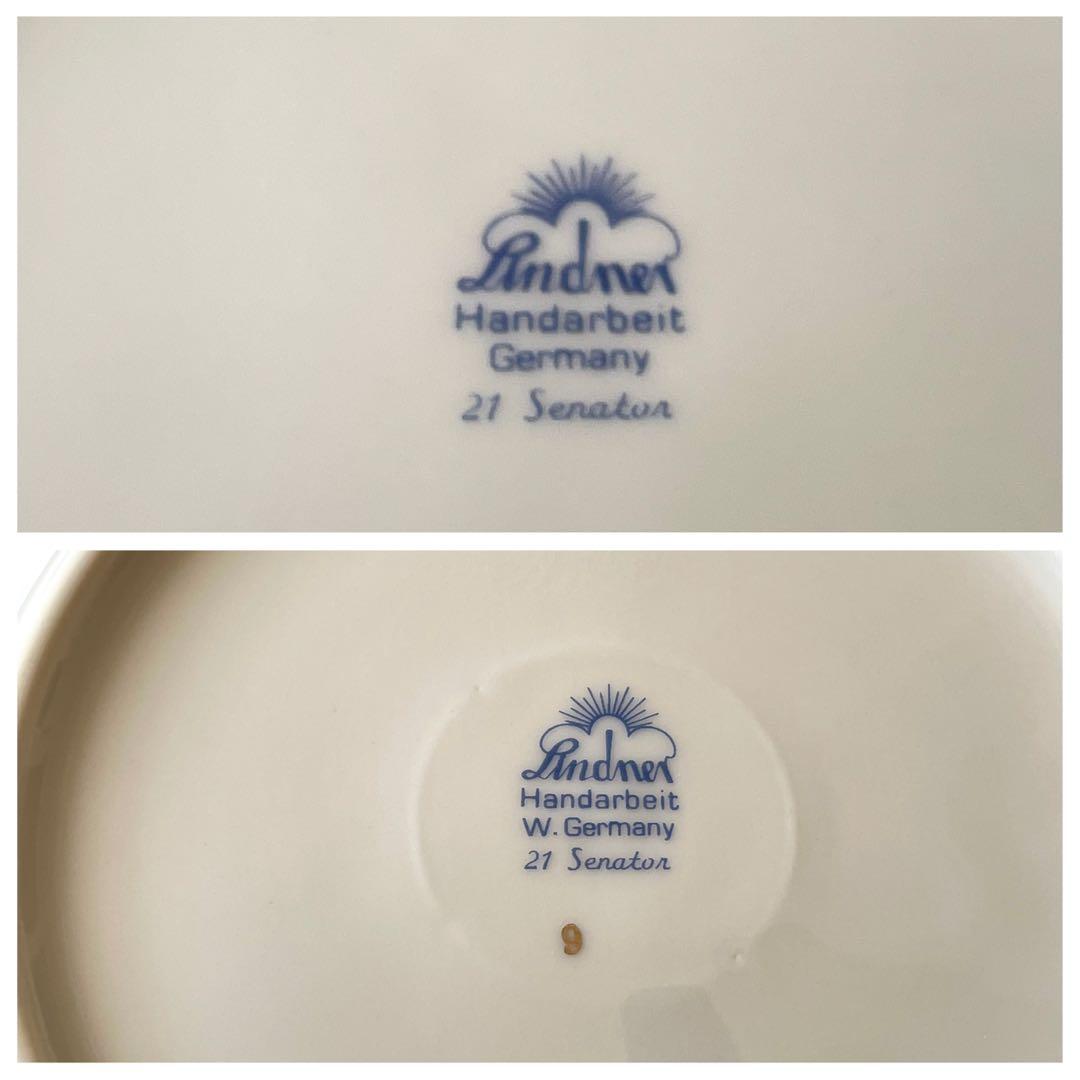 Lindner
Handarbeit
Germany
21 Senator
Lindner
Handarbeit
W. Germany
21 Senator
9